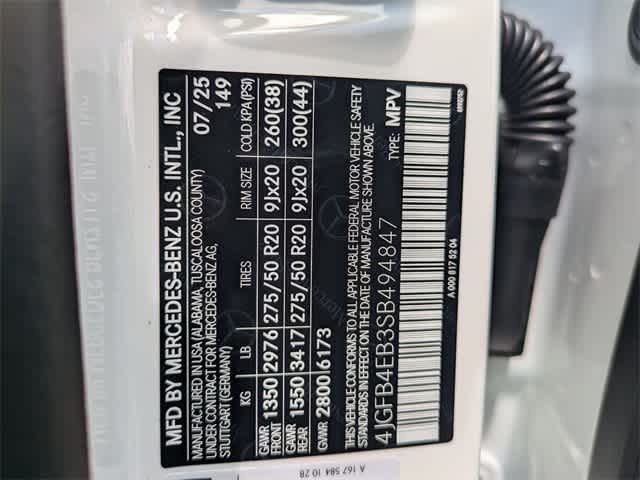 MFD BY MERCEDES-BENZ U.S. INTL., INC
MANUFACTURED IN USA (ALABAMA, TUSCALOOSA COUNTY) 07/25
UNDER CONTRACT FOR MERCEDES-BENZ AG, 149
STUTTGART (GERMANY)
KG LB TIRES RIM SIZE COLD KPA(PSI)
GAWR FRONT 1350 2976 275/50 R20 9Jx20 260(38)
GAWR REAR 1550 3417 275/50 R20 9Jx20 300(44)
GVWR 2800 6173
THIS VEHICLE CONFORMS TO ALL APPLICABLE FEDERAL MOTOR VEHICLE SAFETY
STANDARDS IN EFFECT ON THE DATE OF MANUFACTURE SHOWN ABOVE.
4JGFB4EB3SB494847 TYPE: MPV
A 000 817 52 04
A 167 584 10 28